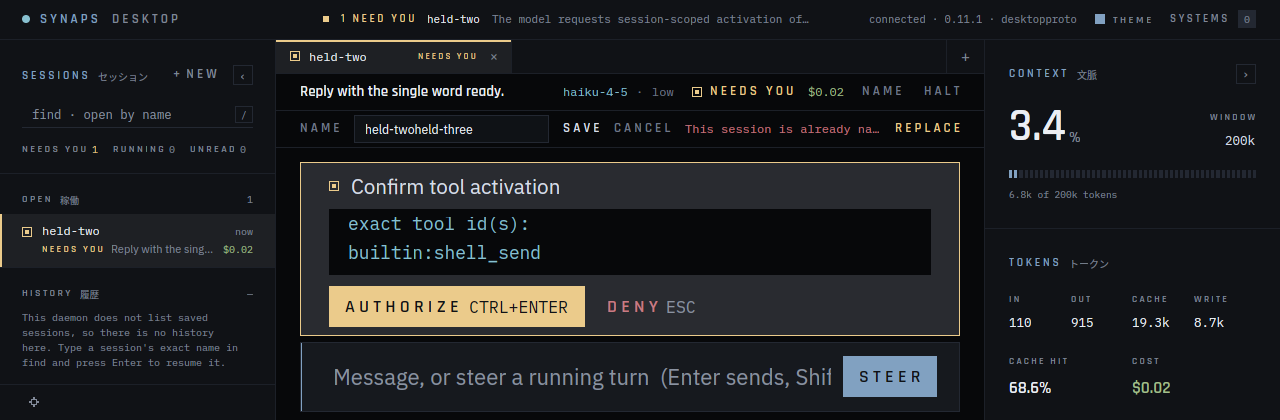 SYNAPS DESKTOP
1 NEED YOU held-two The model requests session-scoped activation of…
connected · 0.11.1 · desktopproto
THEME
SYSTEMS 0
SESSIONS セッション + NEW ‹
find · open by name /
NEEDS YOU 1 RUNNING 0 UNREAD 0
OPEN 稼働 1
held-two now
NEEDS YOU Reply with the sing… $0.02
HISTORY 履歴 —
This daemon does not list saved
sessions, so there is no history
here. Type a session's exact name in
find and press Enter to resume it.
held-two NEEDS YOU × +
Reply with the single word ready. haiku-4-5 · low NEEDS YOU $0.02 NAME HALT
NAME held-twoheld-three SAVE CANCEL This session is already na… REPLACE
Confirm tool activation
exact tool id(s):
builtin:shell_send
AUTHORIZE CTRL+ENTER DENY ESC
Message, or steer a running turn (Enter sends, Shif STEER
CONTEXT 文脈 ›
3.4 % WINDOW
200k
6.8k of 200k tokens
TOKENS トークン
IN OUT CACHE WRITE
110 915 19.3k 8.7k
CACHE HIT COST
68.6% $0.02